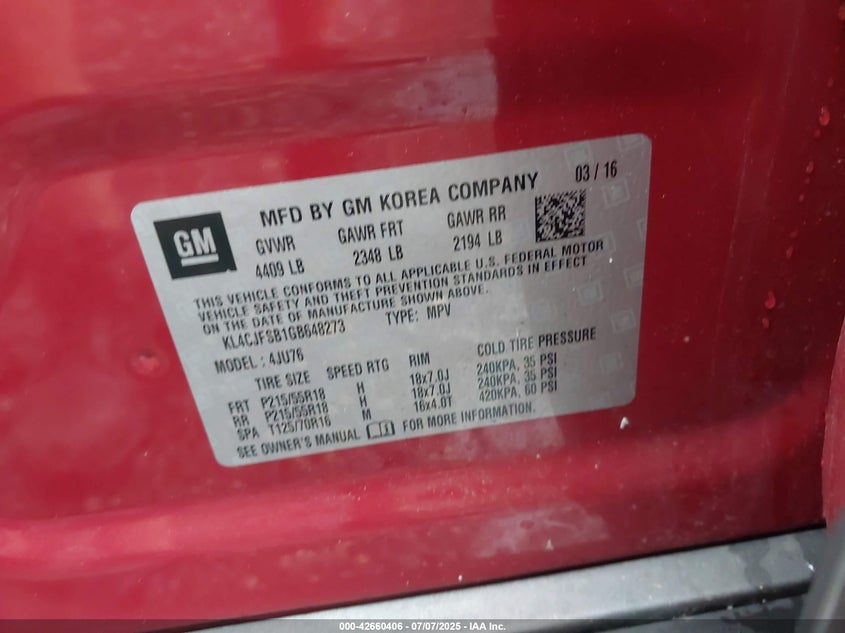 GM
MFD BY GM KOREA COMPANY 03 / 16
GVWR GAWR FRT GAWR RR
4409 LB 2348 LB 2194 LB
THIS VEHICLE CONFORMS TO ALL APPLICABLE U.S. FEDERAL MOTOR
VEHICLE SAFETY AND THEFT PREVENTION STANDARDS IN EFFECT
ON THE DATE OF MANUFACTURE SHOWN ABOVE.
KL4CJFSB1GB648273 TYPE: MPV
MODEL: 4JU76
TIRE SIZE SPEED RTG RIM COLD TIRE PRESSURE
FRT P215/55R18 H 18x7.0J 240KPA, 35 PSI
RR P215/55R18 H 18x7.0J 240KPA, 35 PSI
SPA T125/70R16 M 16x4.0T 420KPA, 60 PSI
SEE OWNER'S MANUAL FOR MORE INFORMATION.
000-42660406 - 07/07/2025 - IAA Inc.